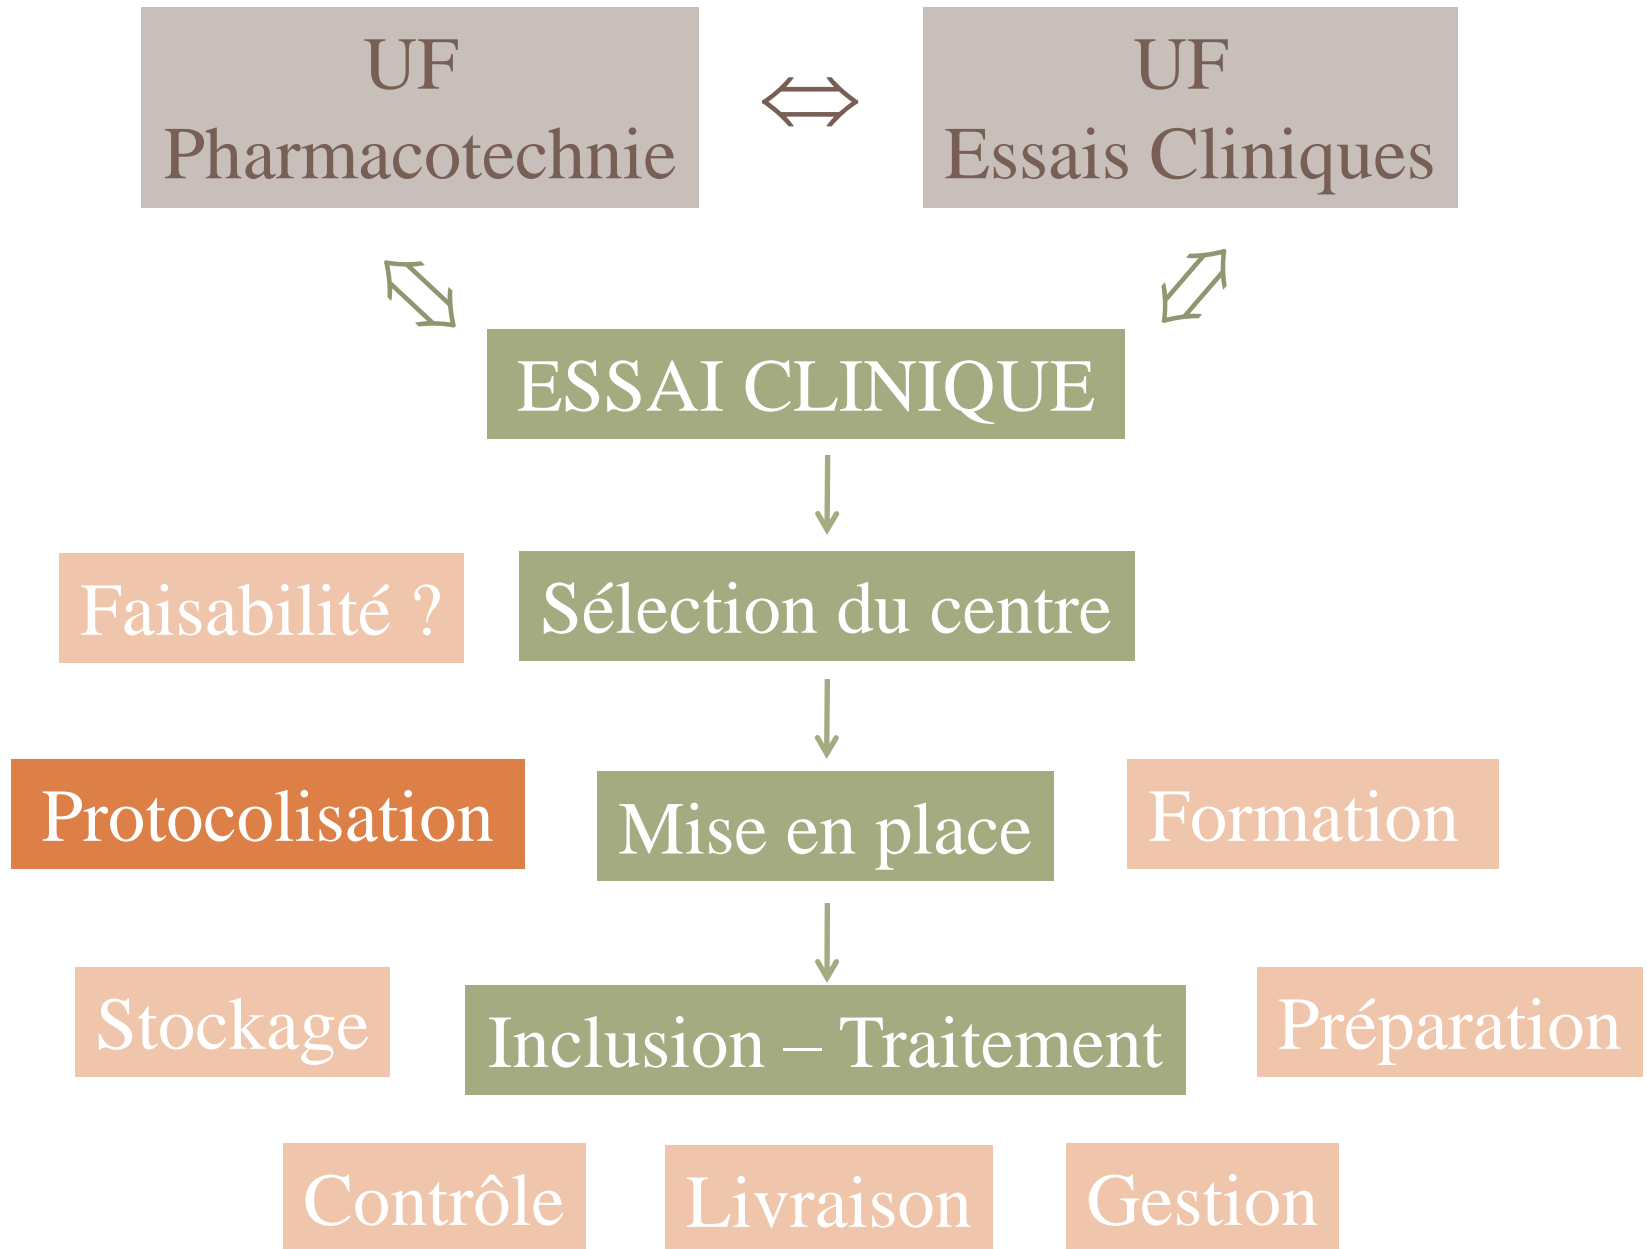 UF
Pharmacotechnie
UF
Essais Cliniques
ESSAI CLINIQUE
Faisabilité ?
Sélection du centre
Protocolisation
Mise en place
Formation
Stockage
Inclusion – Traitement
Préparation
Contrôle
Livraison
Gestion